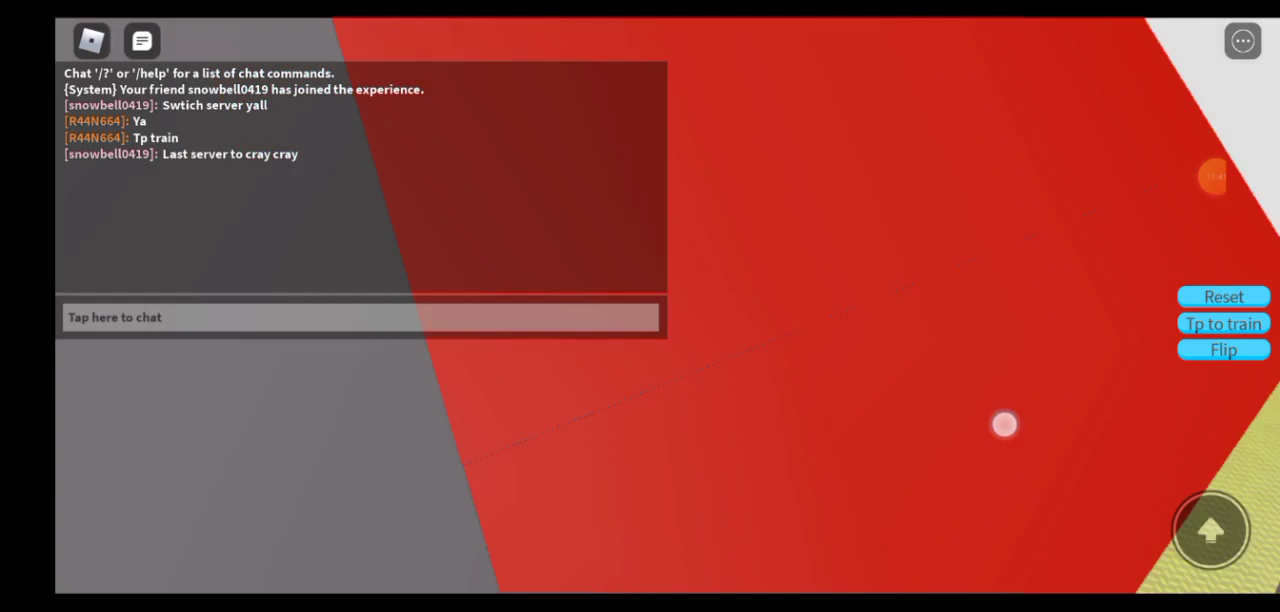 Chat '/?' or '/help' for a list of chat commands.
{System} Your friend snowbell0419 has joined the experience.
[snowbell0419]: Swtich server yall
[R44N664]: Ya
[R44N664]: Tp train
[snowbell0419]: Last server to cray cray
Tap here to chat
Reset
Tp to train
Flip